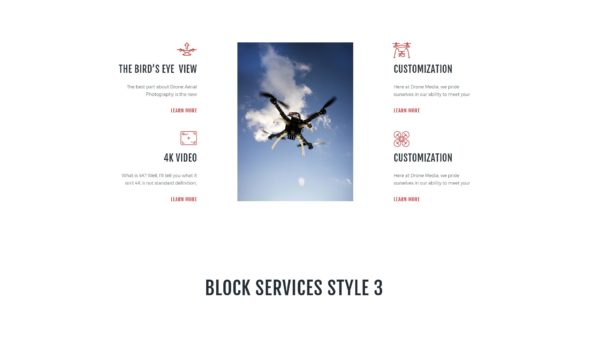 THE BIRD'S EYE VIEW
The best part about Drone Aerial
Photography is the new
LEARN MORE
4K VIDEO
What is 4K? Well, I'll tell you what it
isn't 4K is not standard definition,
LEARN MORE
CUSTOMIZATION
Here at Drone Media, we pride
ourselves in our ability to meet your
LEARN MORE
CUSTOMIZATION
Here at Drone Media, we pride
ourselves in our ability to meet your
LEARN MORE
BLOCK SERVICES STYLE 3